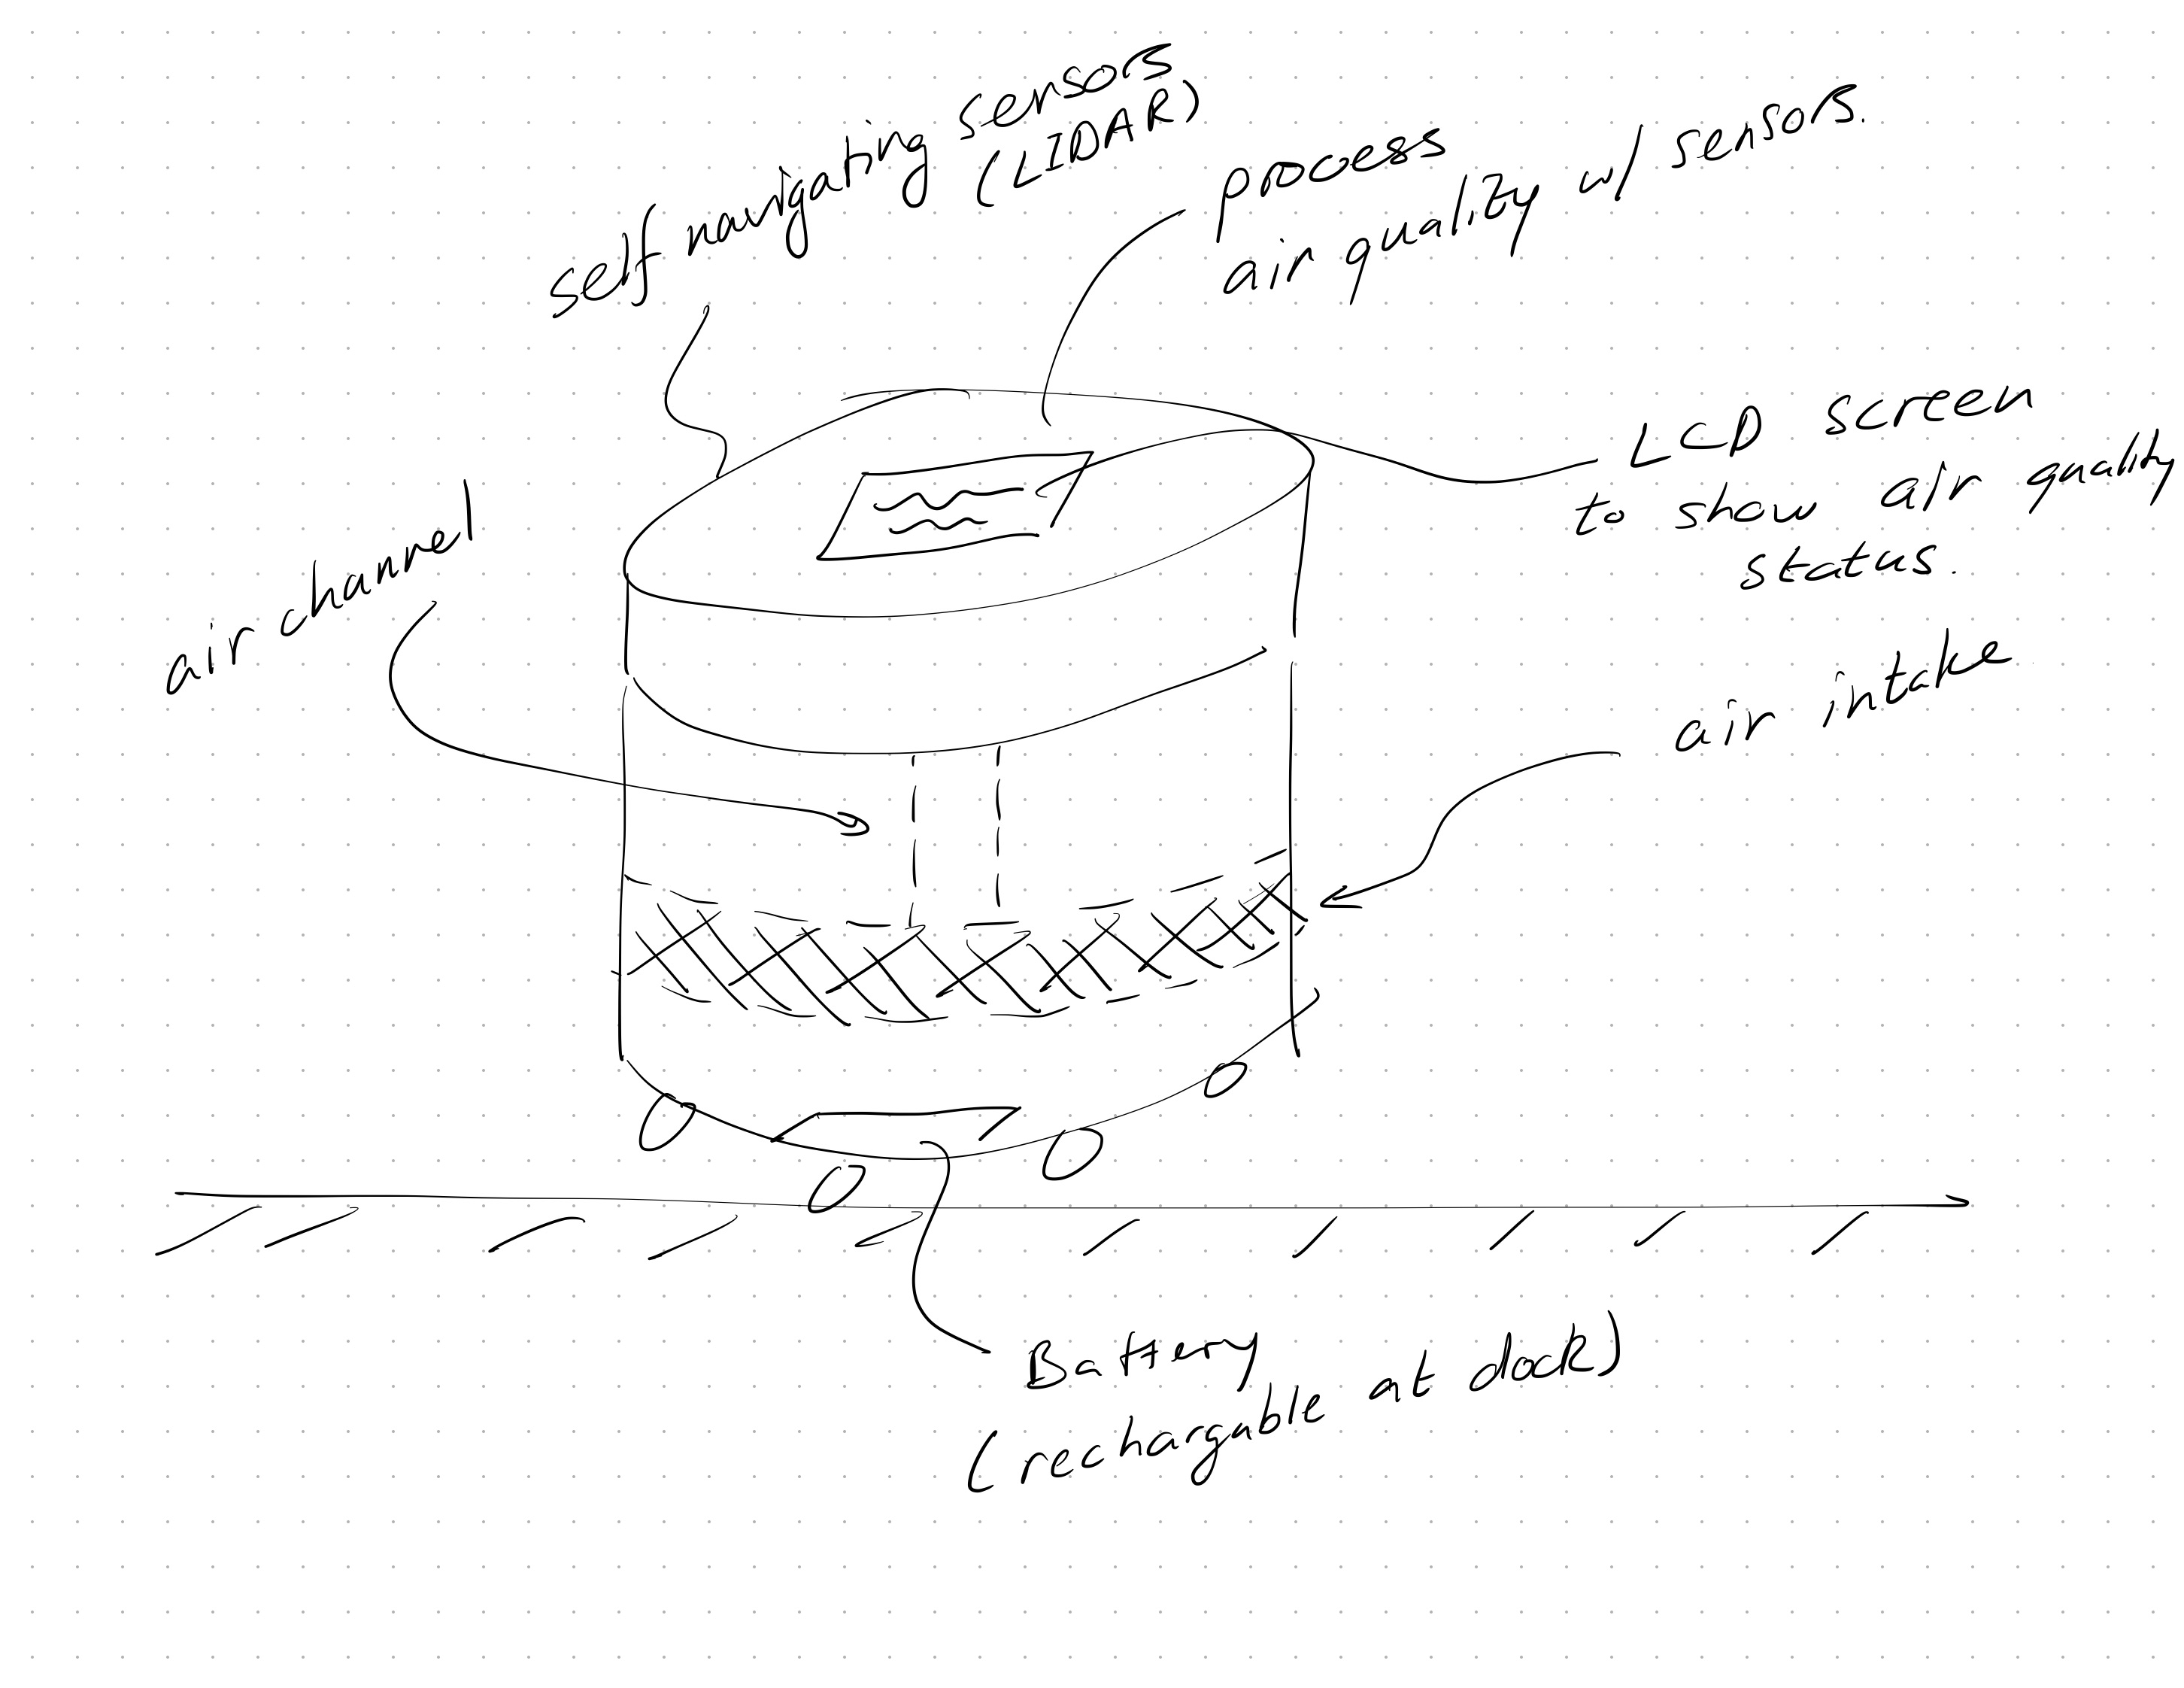 self navigating sensors
(LIDAR)
process
air quality w/ sensors.
LCD screen
to show air quality
status.
air channel
air intake
Battery
(rechargable at dock)